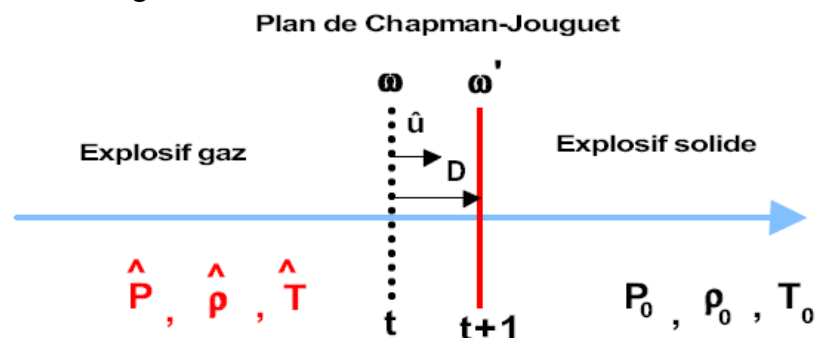 Plan de Chapman-Jouguet
ω ω'
û
Explosif gaz
Explosif solide
D
P̂ , ρ̂ , T̂
P₀ , ρ₀ , T₀
t t+1